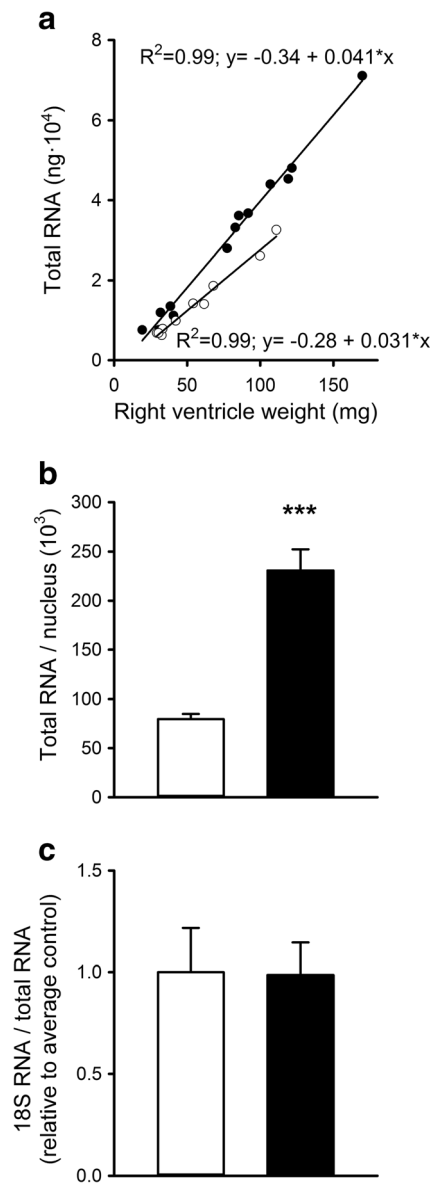 a
R²=0.99; y= -0.34 + 0.041*x
8
6
4
2
0
Total RNA (ng·10⁴)
R²=0.99; y= -0.28 + 0.031*x
0 50 100 150
Right ventricle weight (mg)
b
300
250
200
150
100
50
0
Total RNA / nucleus (10³)
***
c
1.5
1.0
0.5
0.0
18S RNA / total RNA
(relative to average control)